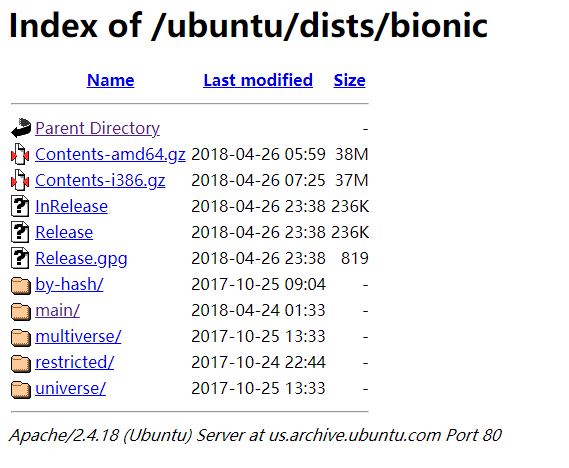 Index of /ubuntu/dists/bionic
Name Last modified Size
Parent Directory -
Contents-amd64.gz 2018-04-26 05:59 38M
Contents-i386.gz 2018-04-26 07:25 37M
InRelease 2018-04-26 23:38 236K
Release 2018-04-26 23:38 236K
Release.gpg 2018-04-26 23:38 819
by-hash/ 2017-10-25 09:04 -
main/ 2018-04-24 01:33 -
multiverse/ 2017-10-25 13:33 -
restricted/ 2017-10-24 22:44 -
universe/ 2017-10-25 13:33 -
Apache/2.4.18 (Ubuntu) Server at us.archive.ubuntu.com Port 80